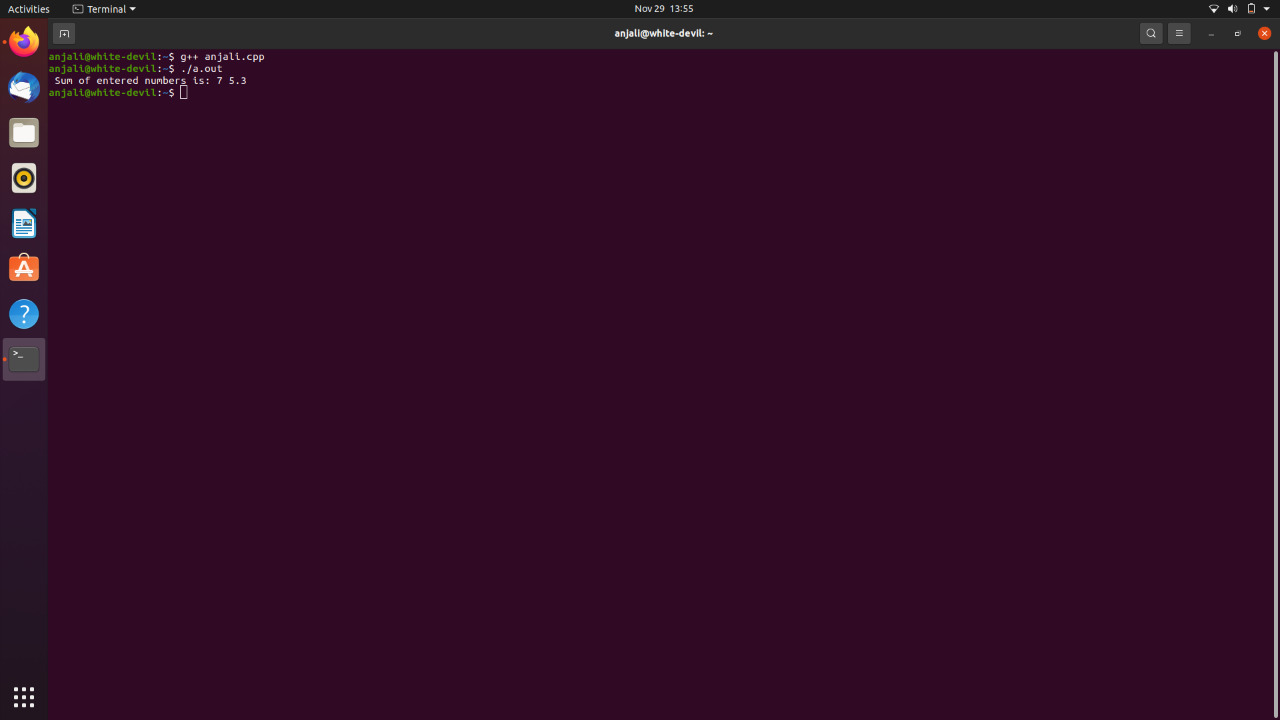 Activities
Terminal
Nov 29 13:55
anjali@white-devil: ~
anjali@white-devil:~$ g++ anjali.cpp
anjali@white-devil:~$ ./a.out
Sum of entered numbers is: 7 5.3
anjali@white-devil:~$